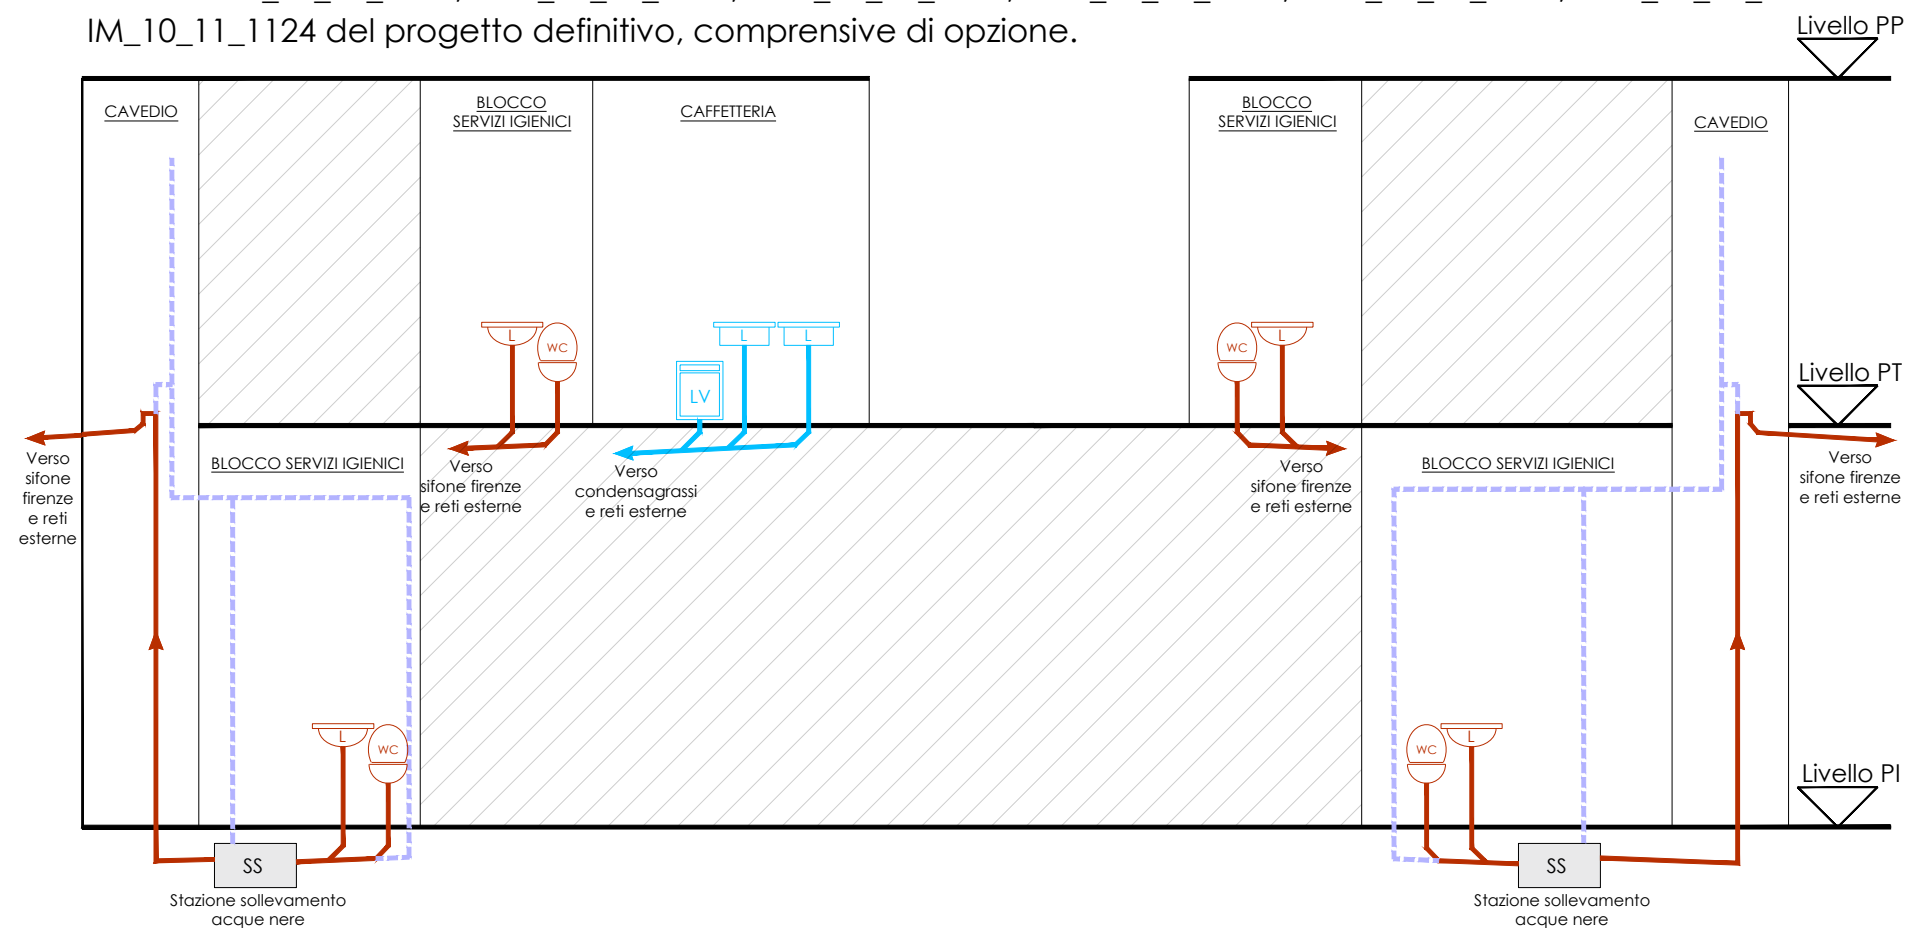 IM_10_11_1124 del progetto definitivo, comprensive di opzione.
Livello PP
CAVEDIO
BLOCCO
SERVIZI IGIENICI
CAFFETTERIA
BLOCCO
SERVIZI IGIENICI
CAVEDIO
L
WC
L
L
LV
WC
L
Livello PT
Verso
sifone
firenze
e reti
esterne
BLOCCO SERVIZI IGIENICI
Verso
sifone firenze
e reti esterne
Verso
condensagrassi
e reti esterne
Verso
sifone firenze
e reti esterne
BLOCCO SERVIZI IGIENICI
Verso
sifone firenze
e reti esterne
L
WC
WC
L
Livello PI
SS
Stazione sollevamento
acque nere
SS
Stazione sollevamento
acque nere